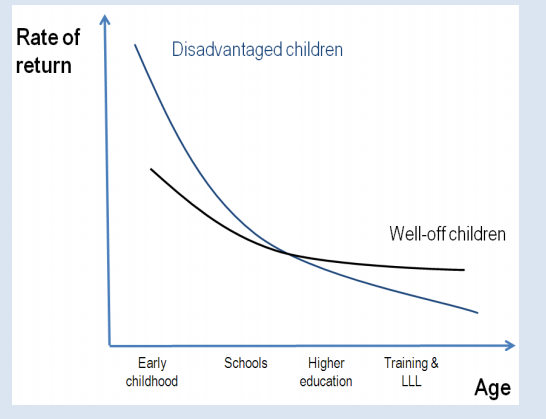 Rate of
return
Disadvantaged children
Well-off children
Early
childhood
Schools
Higher
education
Training &
LLL
Age